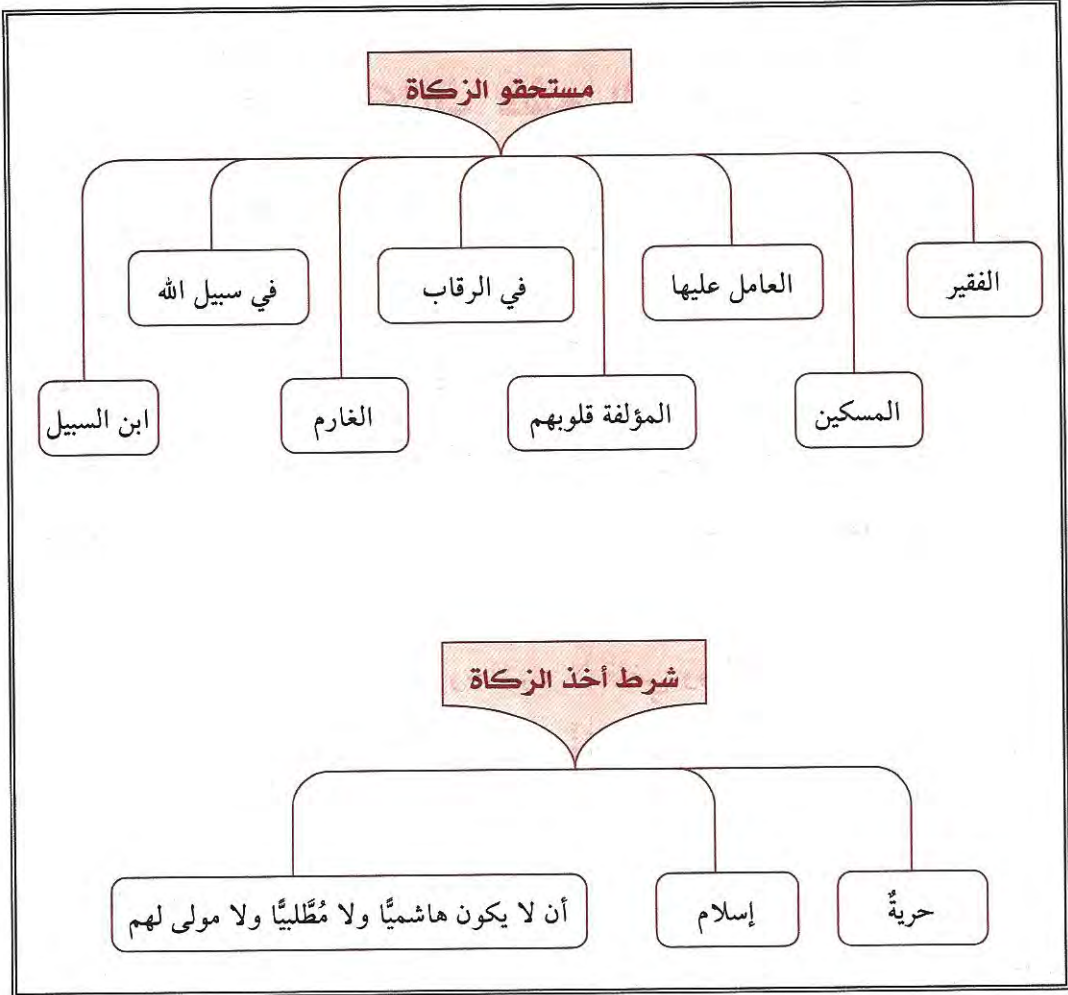 مستحقو الزكاة
الفقير
العامل عليها
في الرقاب
في سبيل الله
المسكين
المؤلفة قلوبهم
الغارم
ابن السبيل
شرط أخذ الزكاة
حريةٌ
إسلام
أن لا يكون هاشميًّا ولا مُطَّلبيًّا ولا مولى لهم